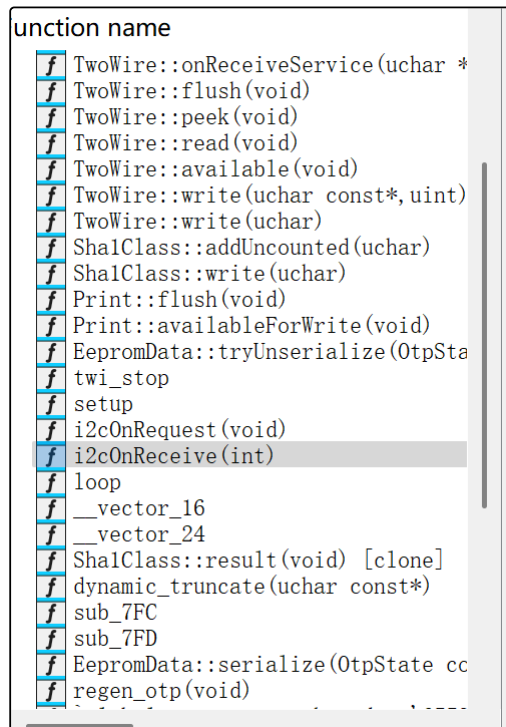 unction name
f TwoWire::onReceiveService(uchar *
f TwoWire::flush(void)
f TwoWire::peek(void)
f TwoWire::read(void)
f TwoWire::available(void)
f TwoWire::write(uchar const*,uint)
f TwoWire::write(uchar)
f Sha1Class::addUncounted(uchar)
f Sha1Class::write(uchar)
f Print::flush(void)
f Print::availableForWrite(void)
f EepromData::tryUnserialize(OtpSta
f twi_stop
f setup
f i2cOnRequest(void)
f i2cOnReceive(int)
f loop
f __vector_16
f __vector_24
f Sha1Class::result(void) [clone]
f dynamic_truncate(uchar const*)
f sub_7FC
f sub_7FD
f EepromData::serialize(OtpState co
f regen_otp(void)